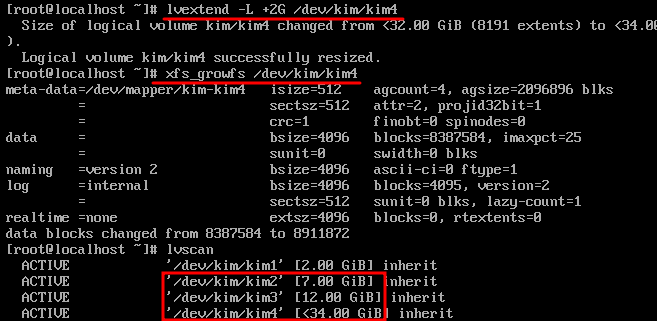 [root@localhost ~]# lvextend -L +2G /dev/kim/kim4
  Size of logical volume kim/kim4 changed from <32.00 GiB (8191 extents) to <34.0
).
  Logical volume kim/kim4 successfully resized.
[root@localhost ~]# xfs_growfs /dev/kim/kim4
meta-data=/dev/mapper/kim-kim4   isize=512    agcount=4, agsize=2096896 blks
         =                       sectsz=512   attr=2, projid32bit=1
         =                       crc=1        finobt=0 spinodes=0
data     =                       bsize=4096   blocks=8387584, imaxpct=25
         =                       sunit=0      swidth=0 blks
naming   =version 2              bsize=4096   ascii-ci=0 ftype=1
log      =internal               bsize=4096   blocks=4095, version=2
         =                       sectsz=512   sunit=0 blks, lazy-count=1
realtime =none                   extsz=4096   blocks=0, rtextents=0
data blocks changed from 8387584 to 8911872
[root@localhost ~]# lvscan
  ACTIVE            '/dev/kim/kim1' [2.00 GiB] inherit
  ACTIVE            '/dev/kim/kim2' [7.00 GiB] inherit
  ACTIVE            '/dev/kim/kim3' [12.00 GiB] inherit
  ACTIVE            '/dev/kim/kim4' [<34.00 GiB] inherit